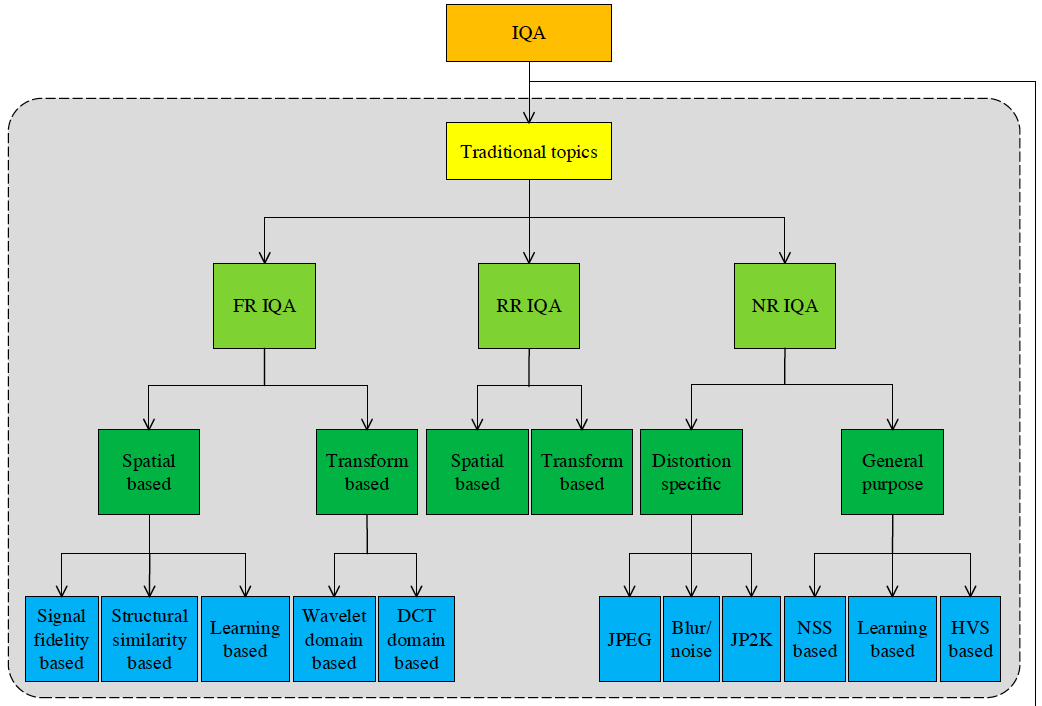 IQA
Traditional topics
FR IQA
RR IQA
NR IQA
Spatial
based
Transform
based
Spatial
based
Transform
based
Distortion
specific
General
purpose
Signal
fidelity
based
Structural
similarity
based
Learning
based
Wavelet
domain
based
DCT
domain
based
JPEG
Blur/
noise
JP2K
NSS
based
Learning
based
HVS
based